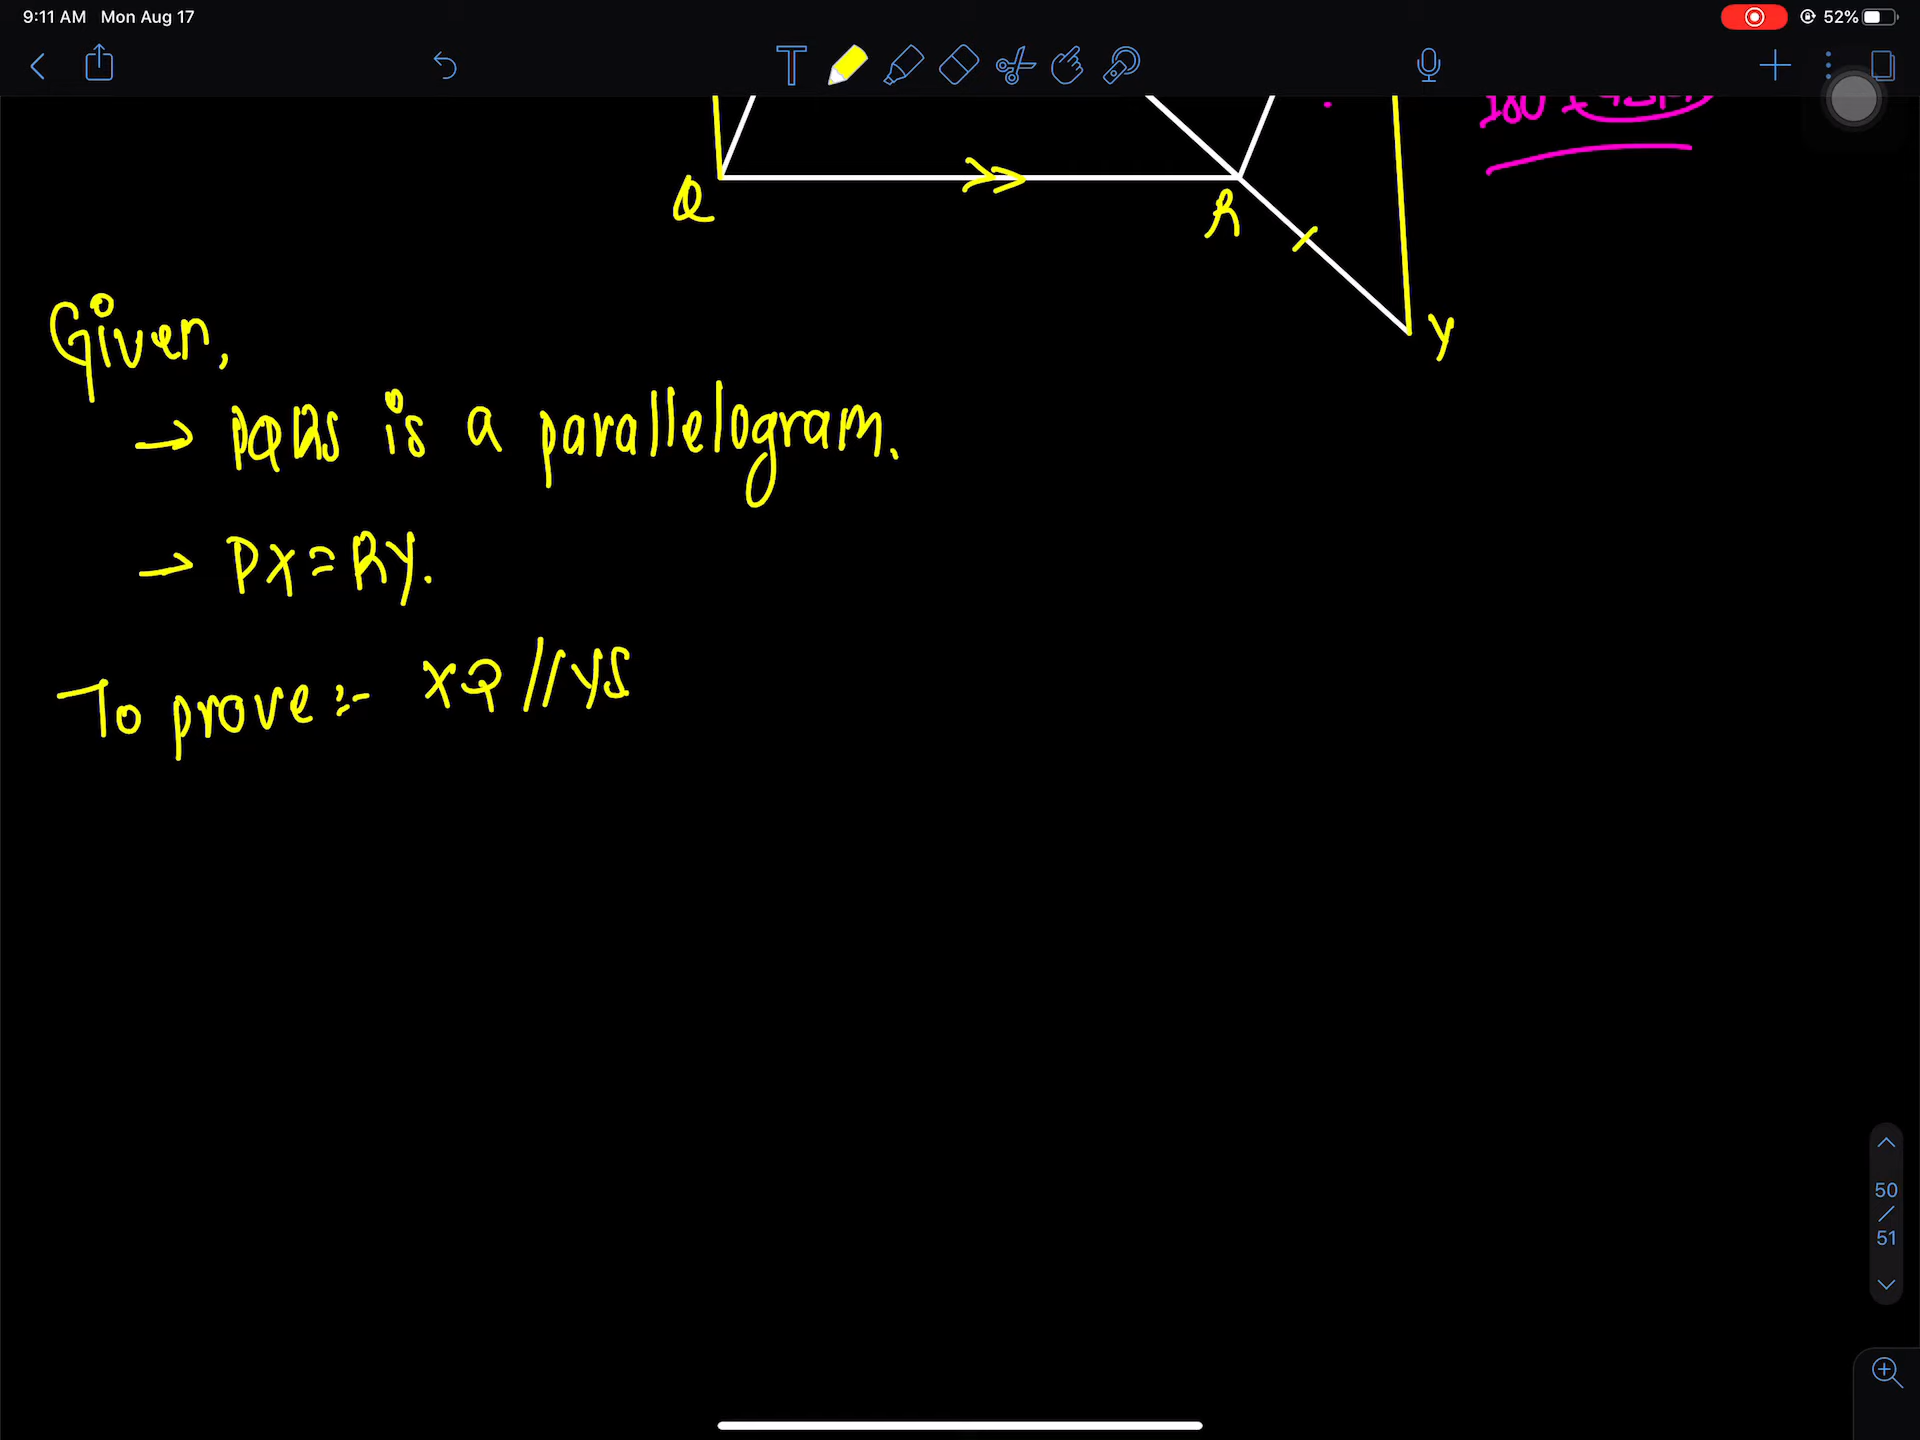 9:11 AM Mon Aug 17
52%
Q
R
Y
Given,
→ PQRS is a parallelogram.
→ PX = RY.
To prove :- XQ // YS
50
/
51